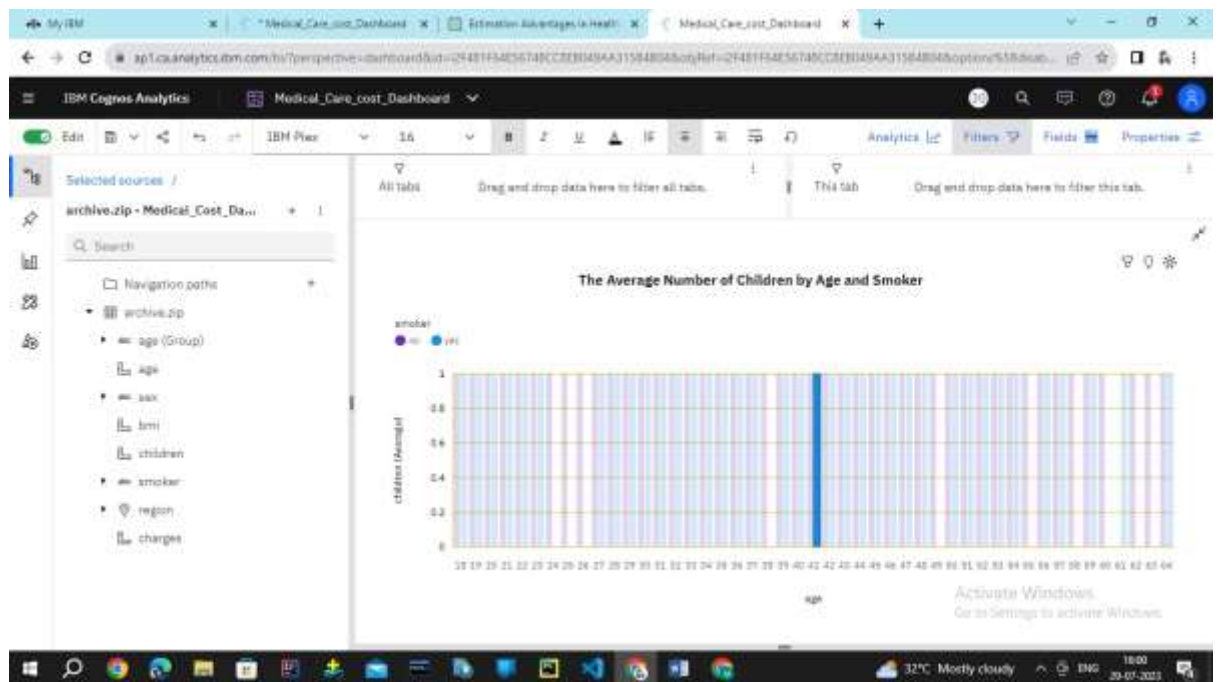 My IBM
* Medical_Care_cost_Dashboard
Estimation Advantages in Health
Medical_Care_cost_Dashboard
IBM Cognos Analytics
Medical_Care_cost_Dashboard
Edit
IBM Plex
16
B
Analytics
Filters
Fields
Properties
Selected sources /
archive.zip - Medical_Cost_Da...
Search
Navigation paths
archive.zip
age (Group)
age
sex
bmi
children
smoker
region
charges
All tabs
Drag and drop data here to filter all tabs.
This tab
Drag and drop data here to filter this tab.
The Average Number of Children by Age and Smoker
smoker
no
yes
children (Average)
1
0.8
0.6
0.4
0.2
0
18 19 20 21 22 23 24 25 26 27 28 29 30 31 32 33 34 35 36 37 38 39 40 41 42 43 44 45 46 47 48 49 50 51 52 53 54 55 56 57 58 59 60 61 62 63 64
age
Activate Windows
Go to Settings to activate Windows.
32°C Mostly cloudy
ENG
18:00
20-07-2023